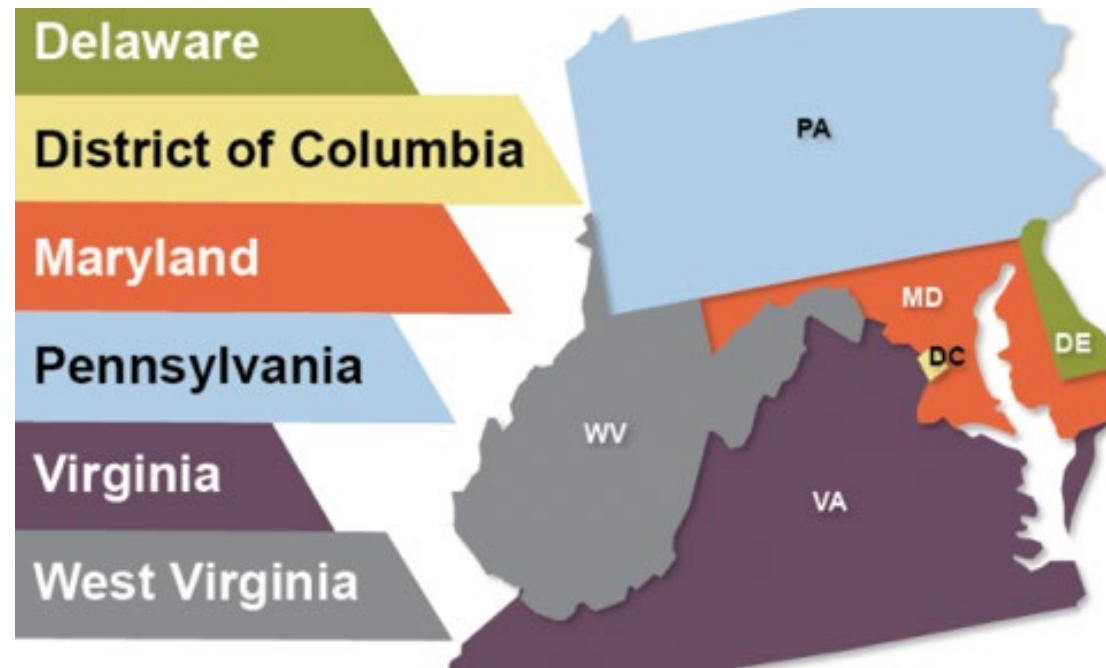 Delaware
District of Columbia
Maryland
Pennsylvania
Virginia
West Virginia
PA
MD
DC
DE
WV
VA